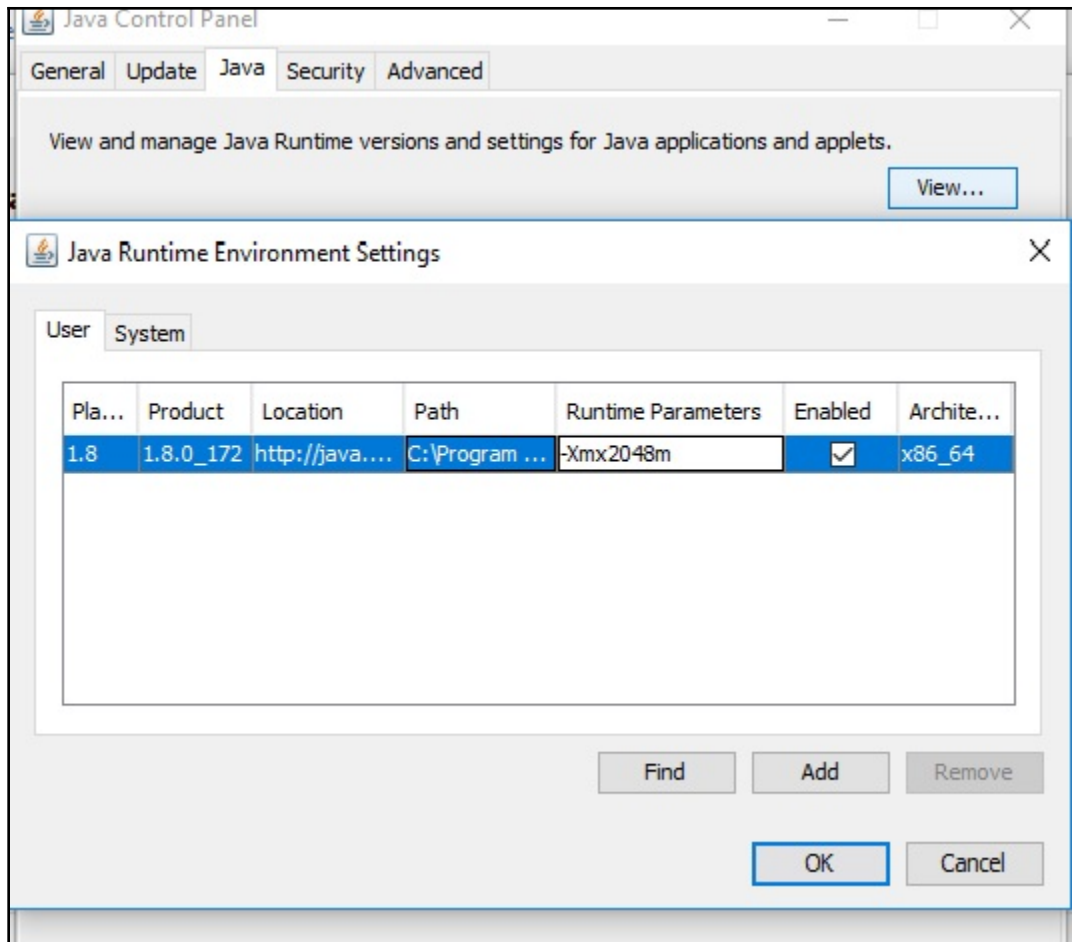 Java Control Panel
General Update Java Security Advanced
View and manage Java Runtime versions and settings for Java applications and applets.
View...
Java Runtime Environment Settings
User System
Pla... Product Location Path Runtime Parameters Enabled Archite...
1.8 1.8.0_172 http://java.... C:\Program ... -Xmx2048m x86_64
Find Add Remove
OK Cancel